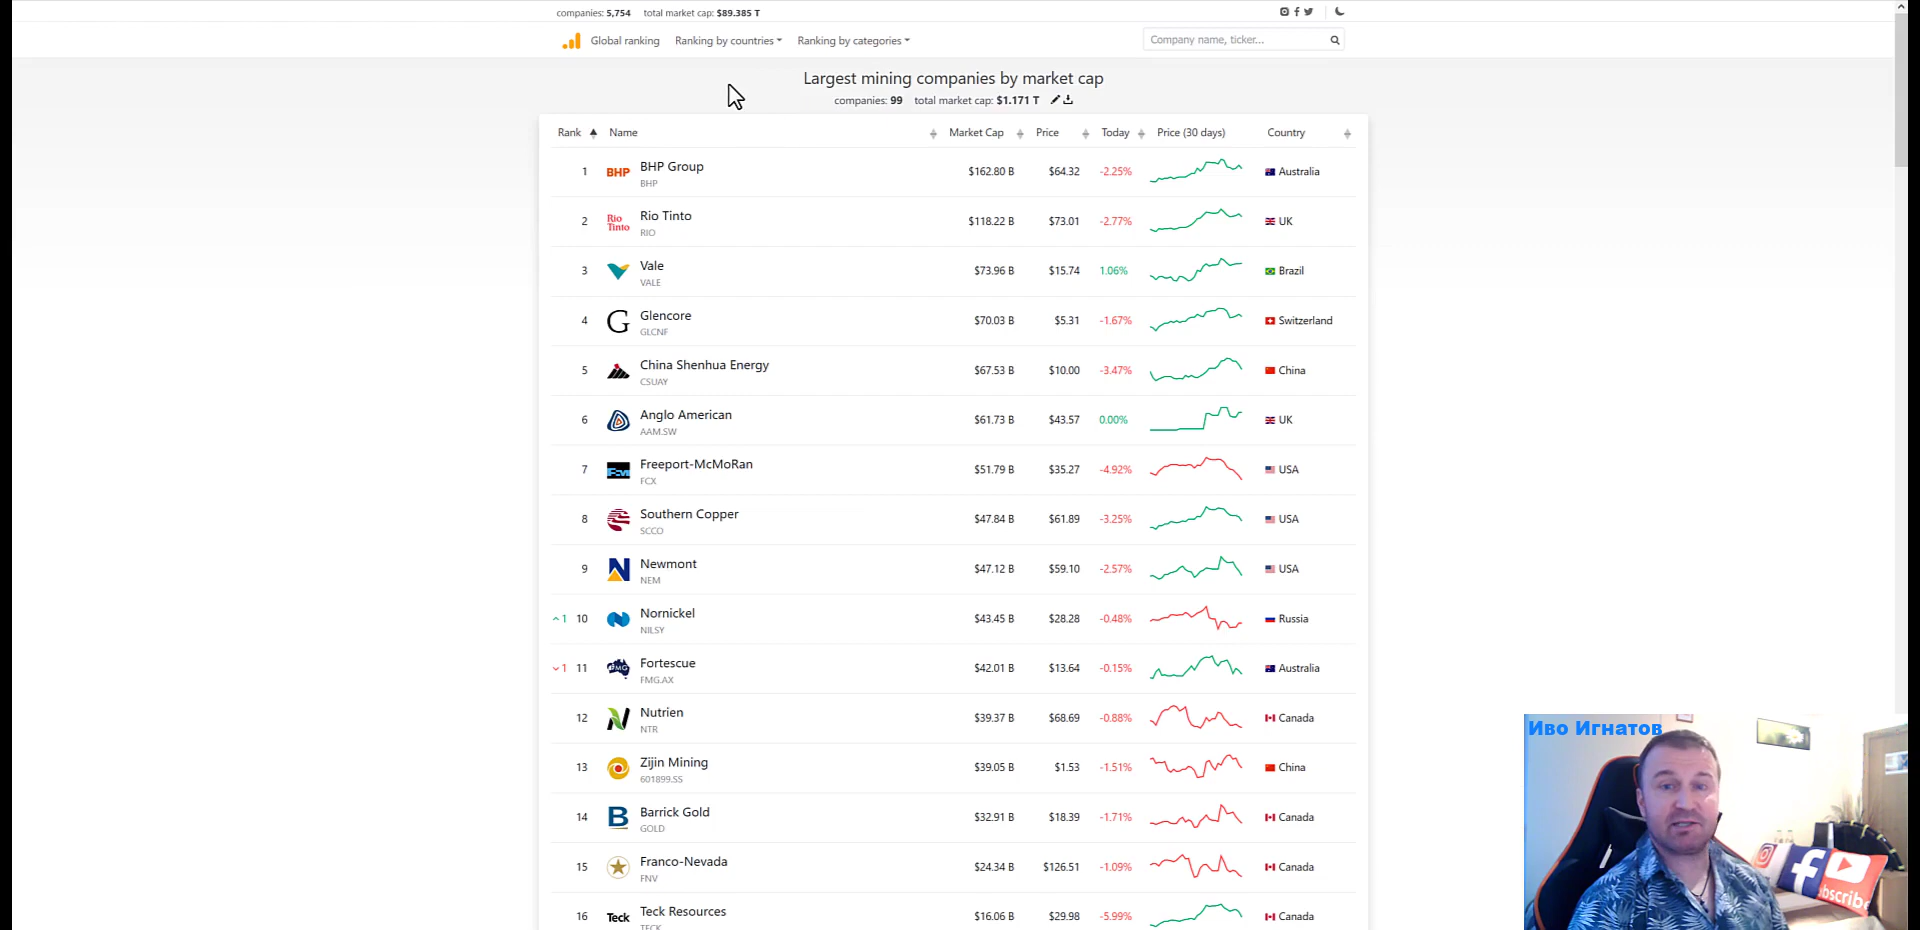 companies: 5,754 total market cap: $89.385 T
Global ranking Ranking by countries Ranking by categories Company name, ticker...
Largest mining companies by market cap
companies: 99 total market cap: $1.171 T
Rank Name Market Cap Price Today Price (30 days) Country
1 BHP BHP Group $162.80 B $64.32 -2.25% Australia
BHP
2 Rio Tinto Rio Tinto $118.22 B $73.01 -2.77% UK
RIO
3 Vale $73.96 B $15.74 1.06% Brazil
VALE
4 G Glencore $70.03 B $5.31 -1.67% Switzerland
GLCNF
5 China Shenhua Energy $67.53 B $10.00 -3.47% China
CSUAY
6 Anglo American $61.73 B $43.57 0.00% UK
AAM.SW
7 Freeport-McMoRan $51.79 B $35.27 -4.92% USA
FCX
8 Southern Copper $47.84 B $61.89 -3.25% USA
SCCO
9 N Newmont $47.12 B $59.10 -2.57% USA
NEM
1 10 Nornickel $43.45 B $28.28 -0.48% Russia
NILSY
1 11 FMG Fortescue $42.01 B $13.64 -0.15% Australia
FMG.AX
12 N Nutrien $39.37 B $68.69 -0.88% Canada
NTR
13 Zijin Mining $39.05 B $1.53 -1.51% China
601899.SS
14 B Barrick Gold $32.91 B $18.39 -1.71% Canada
GOLD
15 Franco-Nevada $24.34 B $126.51 -1.09% Canada
FNV
16 Teck Teck Resources $16.06 B $29.98 -5.99% Canada
TECK
Иво Игнатов